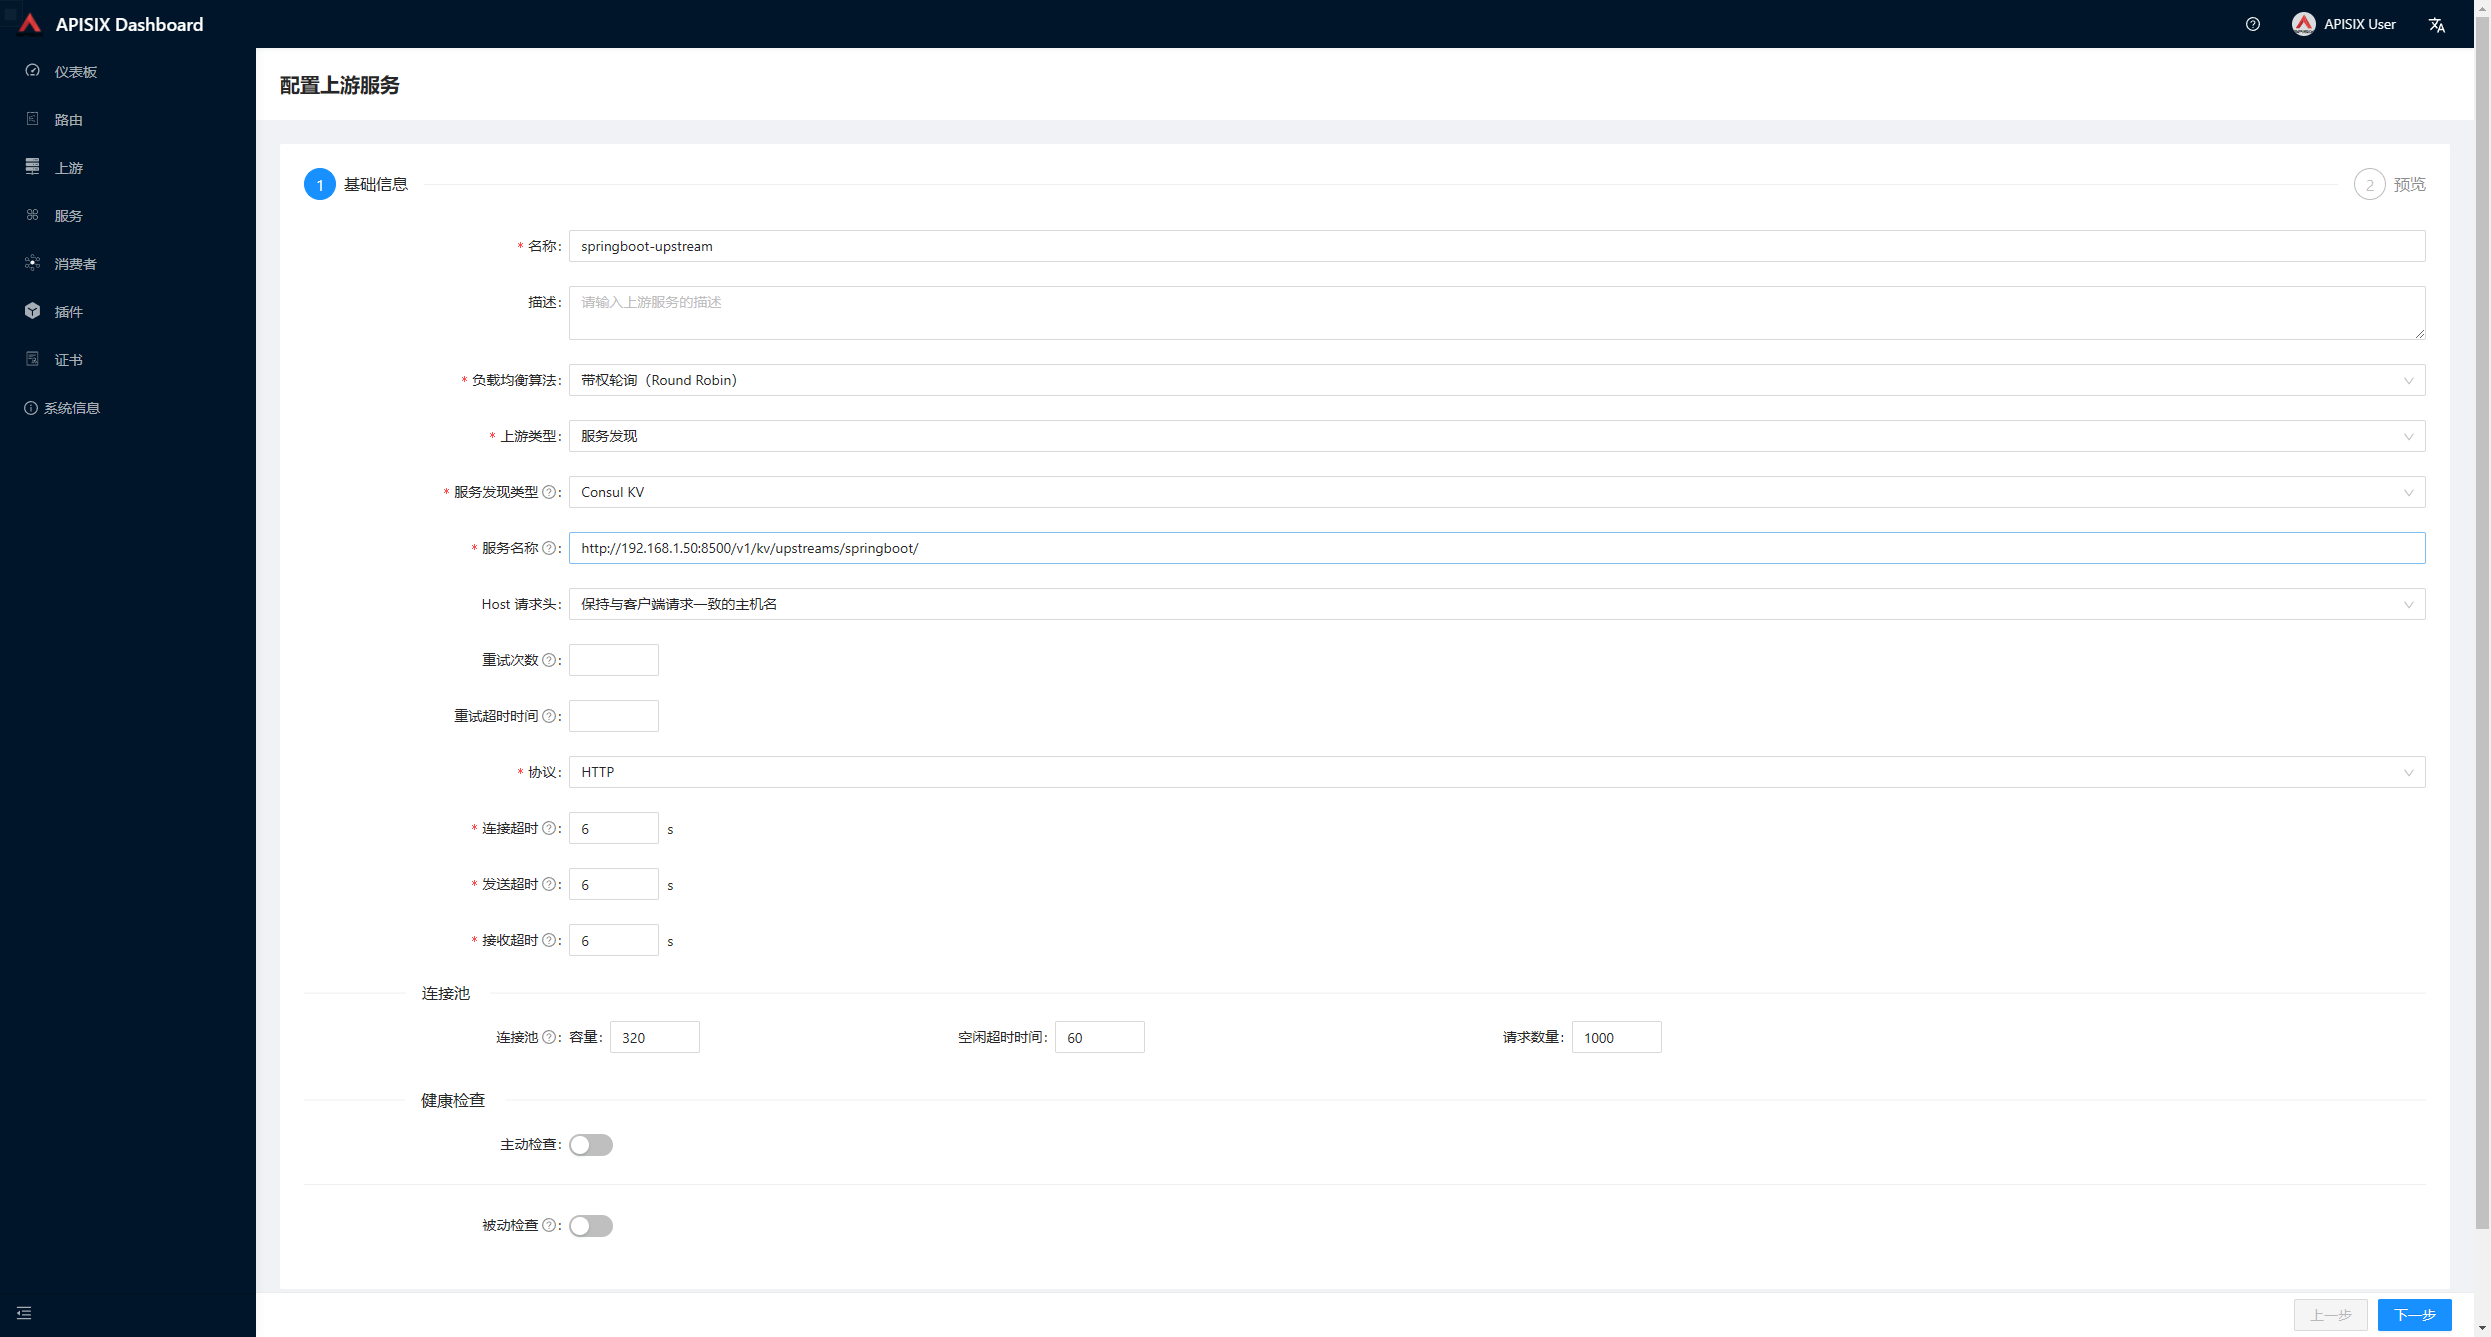 APISIX Dashboard
APISIX User
仪表板
路由
上游
服务
消费者
插件
证书
系统信息
配置上游服务
1 基础信息
2 预览
* 名称: springboot-upstream
描述: 请输入上游服务的描述
* 负载均衡算法: 带权轮询（Round Robin）
* 上游类型: 服务发现
* 服务发现类型 : Consul KV
* 服务名称 : http://192.168.1.50:8500/v1/kv/upstreams/springboot/
Host 请求头: 保持与客户端请求一致的主机名
重试次数 :
重试超时时间 :
* 协议: HTTP
* 连接超时 : 6 s
* 发送超时 : 6 s
* 接收超时 : 6 s
连接池
连接池 : 容量: 320 空闲超时时间: 60 请求数量: 1000
健康检查
主动检查:
被动检查 :
上一步 下一步